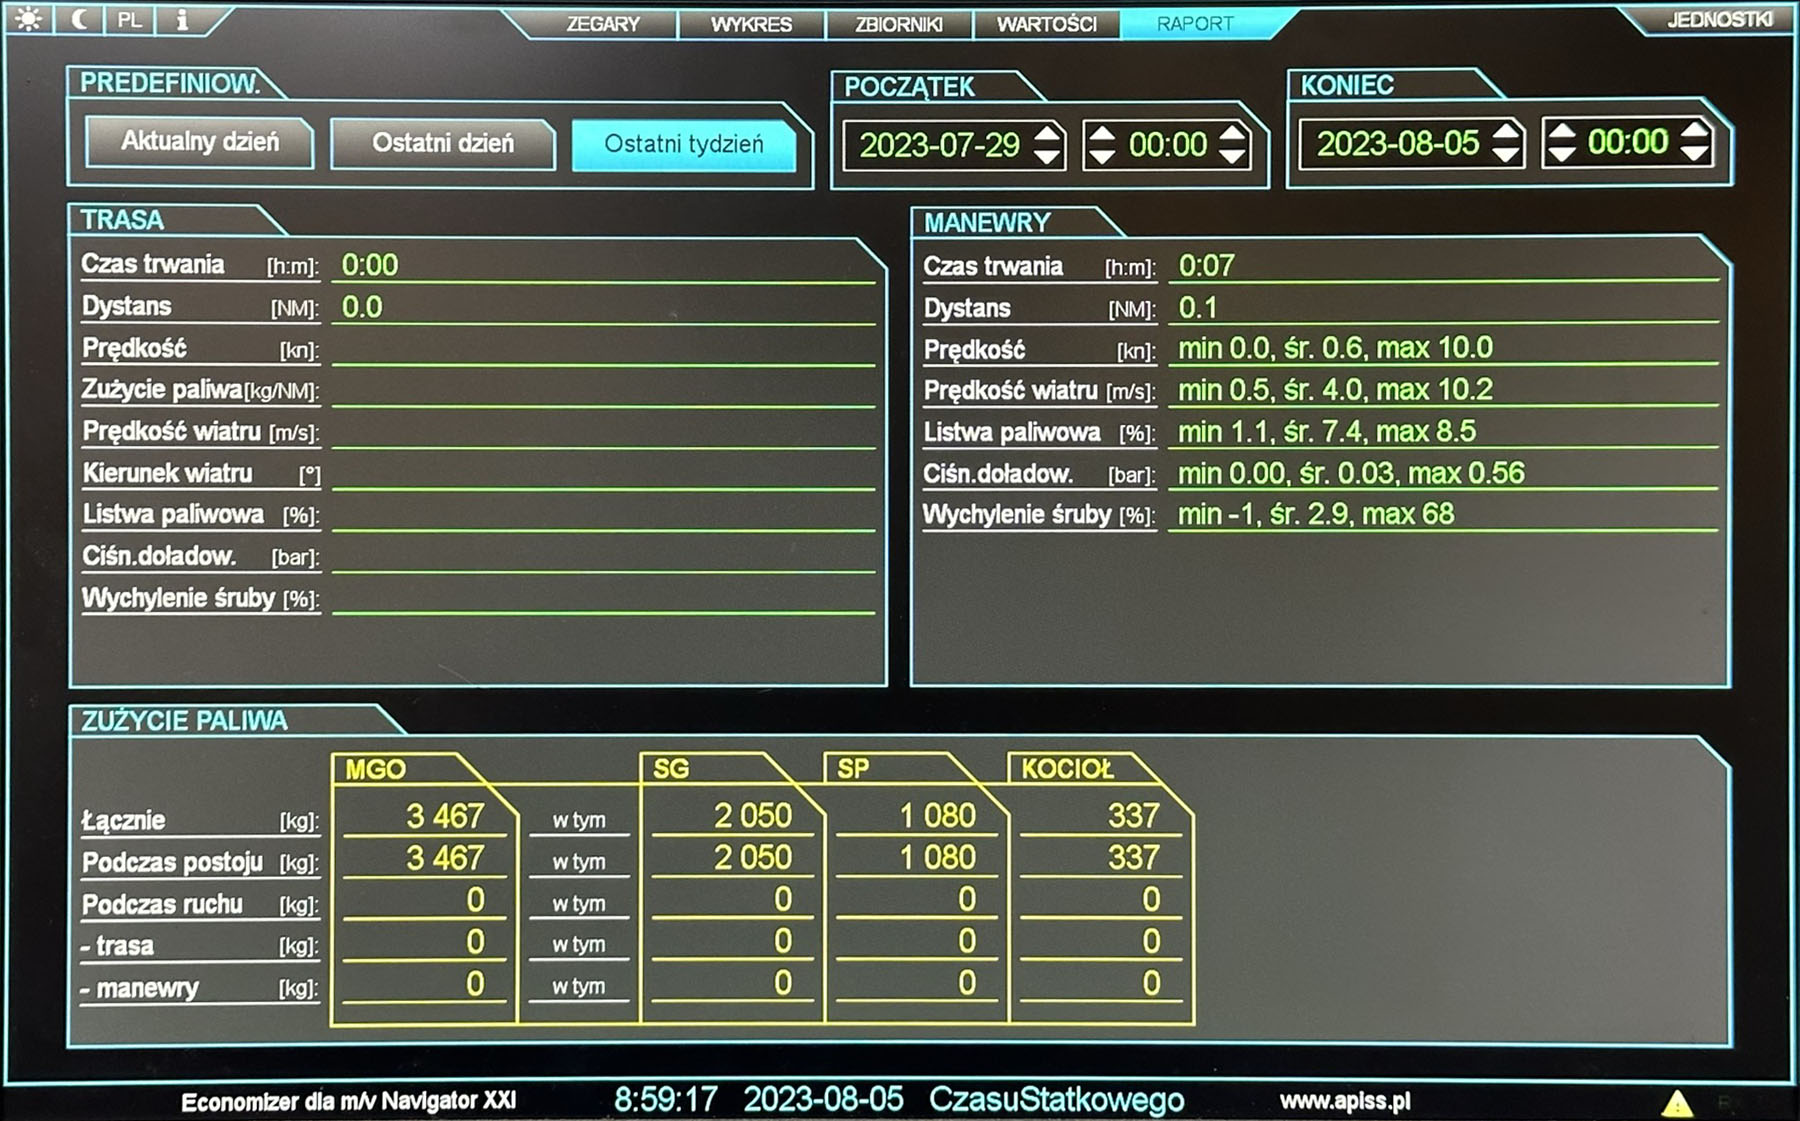 PL i ZEGARY WYKRES ZBIORNIKI WARTOŚCI RAPORT JEDNOSTKI
PREDEFINIOW.
Aktualny dzień Ostatni dzień Ostatni tydzień
POCZĄTEK
2023-07-29 00:00
KONIEC
2023-08-05 00:00
TRASA
Czas trwania [h:m]: 0:00
Dystans [NM]: 0.0
Prędkość [kn]:
Zużycie paliwa[kg/NM]:
Prędkość wiatru [m/s]:
Kierunek wiatru [°]
Listwa paliwowa [%]:
Ciśn.doładow. [bar]:
Wychylenie śruby [%]:
MANEWRY
Czas trwania [h:m]: 0:07
Dystans [NM]: 0.1
Prędkość [kn]: min 0.0, śr. 0.6, max 10.0
Prędkość wiatru [m/s]: min 0.5, śr. 4.0, max 10.2
Listwa paliwowa [%]: min 1.1, śr. 7.4, max 8.5
Ciśn.doładow. [bar]: min 0.00, śr. 0.03, max 0.56
Wychylenie śruby [%]: min -1, śr. 2.9, max 68
ZUŻYCIE PALIWA
MGO SG SP KOCIOŁ
Łącznie [kg]: 3 467 w tym 2 050 1 080 337
Podczas postoju [kg]: 3 467 w tym 2 050 1 080 337
Podczas ruchu [kg]: 0 w tym 0 0 0
- trasa [kg]: 0 w tym 0 0 0
- manewry [kg]: 0 w tym 0 0 0
Economizer dla m/v Navigator XXI 8:59:17 2023-08-05 CzasuStatkowego www.apiss.pl